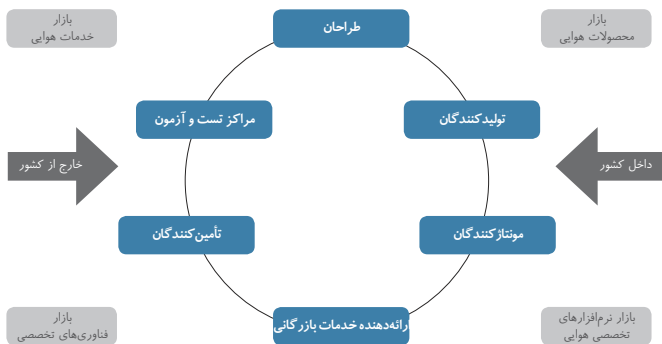 بازار
محصولات هوایی
طراحان
بازار
خدمات هوایی
تولیدکنندگان
مراکز تست و آزمون
داخل کشور
خارج از کشور
مونتاژکنندگان
تأمین‌کنندگان
بازار نرم‌افزارهای
تخصصی هوایی
ارائه‌دهنده خدمات بازرگانی
بازار
فناوری‌های تخصصی